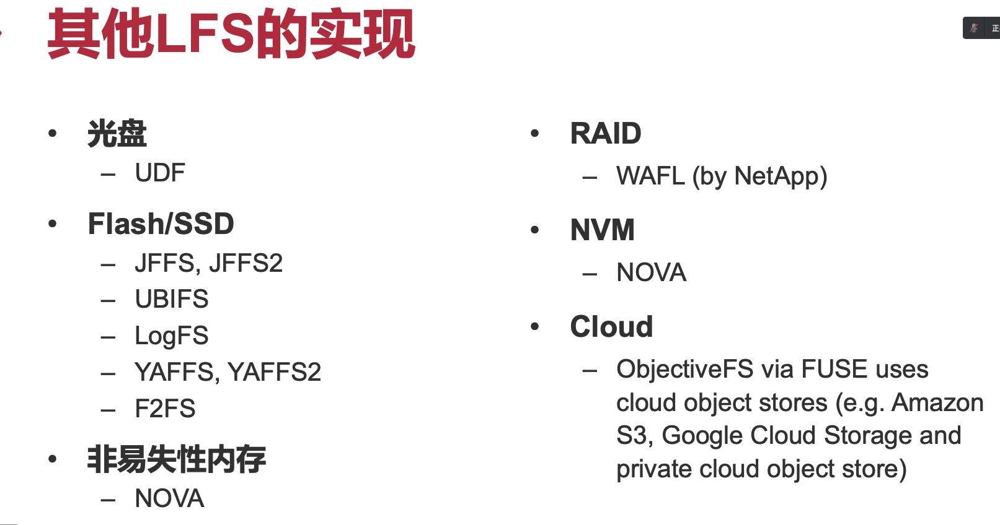 其他LFS的实现
• 光盘
– UDF
• Flash/SSD
– JFFS, JFFS2
– UBIFS
– LogFS
– YAFFS, YAFFS2
– F2FS
• 非易失性内存
– NOVA
• RAID
– WAFL (by NetApp)
• NVM
– NOVA
• Cloud
– ObjectiveFS via FUSE uses
cloud object stores (e.g. Amazon
S3, Google Cloud Storage and
private cloud object store)
正